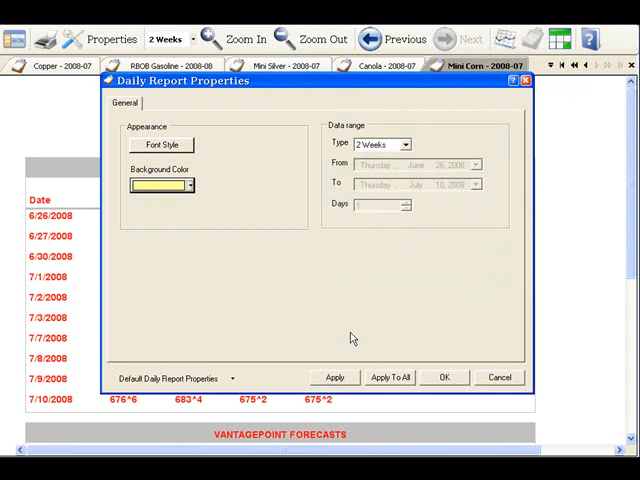 Properties 2 Weeks Zoom In Zoom Out Previous Next
Copper - 2008-07 RBOB Gasoline - 2008-08 Mini Silver - 2008-07 Canola - 2008-07 Mini Corn - 2008-07
Daily Report Properties
General
Appearance
Font Style
Background Color
Data range
Type 2 Weeks
From Thursday , June 26, 2008
To Thursday , July 10, 2008
Days 1
Default Daily Report Properties
Apply Apply To All OK Cancel
Date
6/26/2008
6/27/2008
6/30/2008
7/1/2008
7/2/2008
7/3/2008
7/7/2008
7/8/2008
7/9/2008
7/10/2008 676^6 683^4 675^2 675^2
VANTAGEPOINT FORECASTS